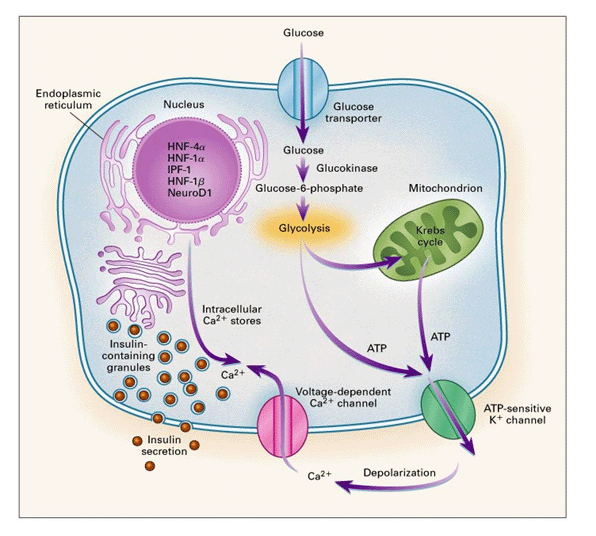 Glucose
Endoplasmic
reticulum
Nucleus
Glucose
transporter
HNF-4α
HNF-1α
IPF-1
HNF-1β
NeuroD1
Glucose
Glucokinase
Glucose-6-phosphate
Mitochondrion
Glycolysis
Krebs
cycle
Intracellular
Ca²⁺ stores
ATP
ATP
Insulin-
containing
granules
Ca²⁺
Voltage-dependent
Ca²⁺ channel
ATP-sensitive
K⁺ channel
Insulin
secretion
Ca²⁺
Depolarization